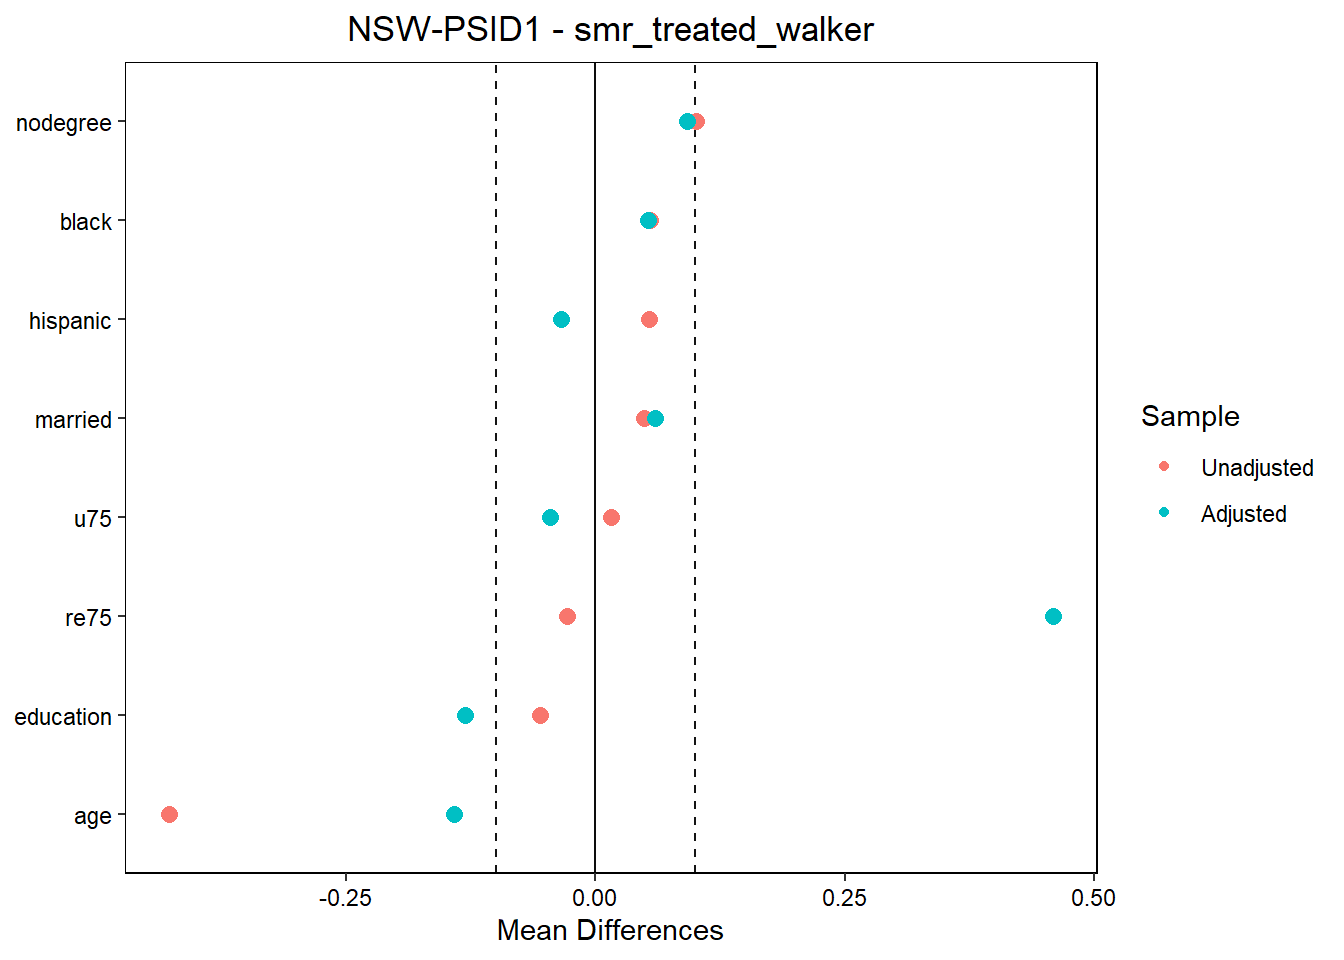 NSW-PSID1 - smr_treated_walker
nodegree
black
hispanic
married
u75
re75
education
age
-0.25 0.00 0.25 0.50
Mean Differences
Sample
Unadjusted
Adjusted